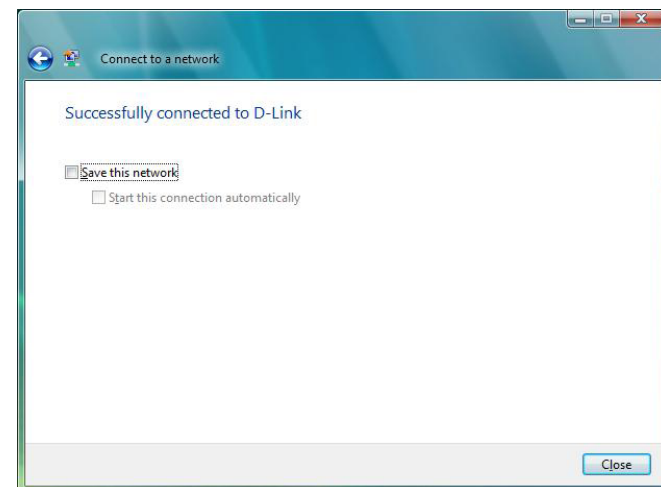 Connect to a network
Successfully connected to D-Link
Save this network
Start this connection automatically
Close